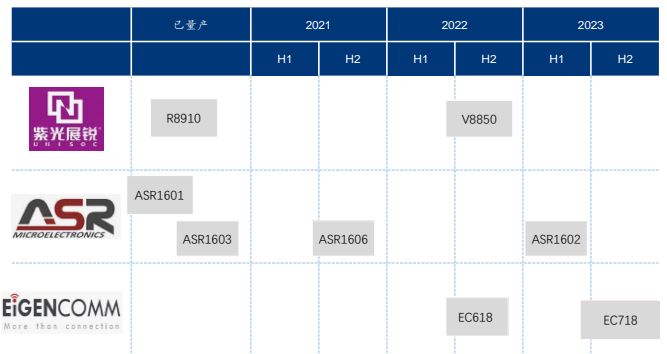 已量产 2021 2022 2023
H1 H2 H1 H2 H1 H2
紫光展锐®
UNISOC
R8910 V8850
ASR1601
ASR
MICROELECTRONICS
ASR1603 ASR1606 ASR1602
EiGENCOMM
More than connection
EC618 EC718